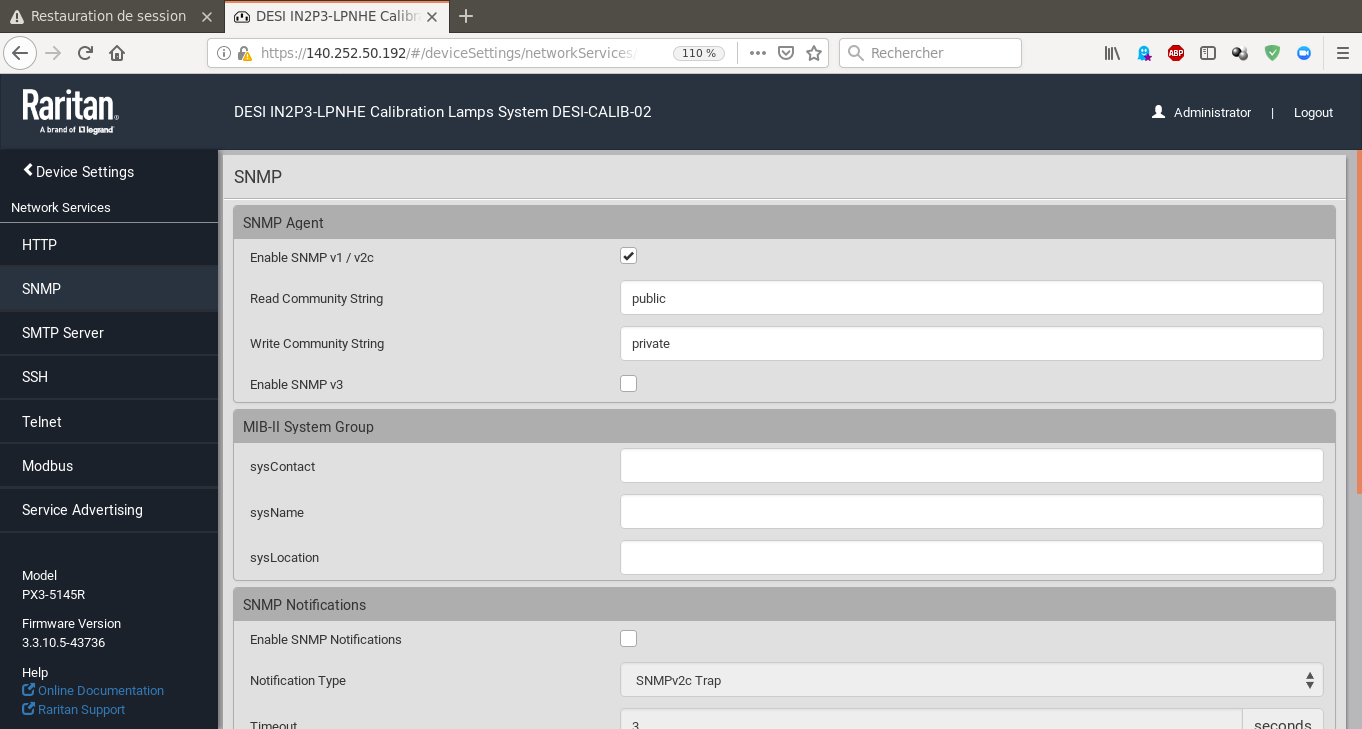 Restauration de session
DESI IN2P3-LPNHE Calibra
https://140.252.50.192/#/deviceSettings/networkServices/
110 %
Rechercher
ABP
Raritan
A brand of legrand
DESI IN2P3-LPNHE Calibration Lamps System DESI-CALIB-02
Administrator | Logout
Device Settings
Network Services
HTTP
SNMP
SMTP Server
SSH
Telnet
Modbus
Service Advertising
Model
PX3-5145R
Firmware Version
3.3.10.5-43736
Help
Online Documentation
Raritan Support
SNMP
SNMP Agent
Enable SNMP v1 / v2c
Read Community String public
Write Community String private
Enable SNMP v3
MIB-II System Group
sysContact
sysName
sysLocation
SNMP Notifications
Enable SNMP Notifications
Notification Type SNMPv2c Trap
Timeout 3 seconds